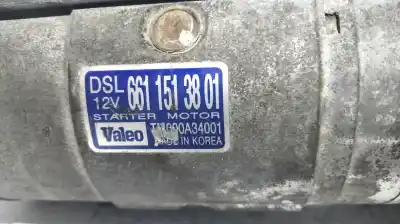 DSL 661 151 38 01
12V
STARTER MOTOR
Valeo TM000A34001
MADE IN KOREA